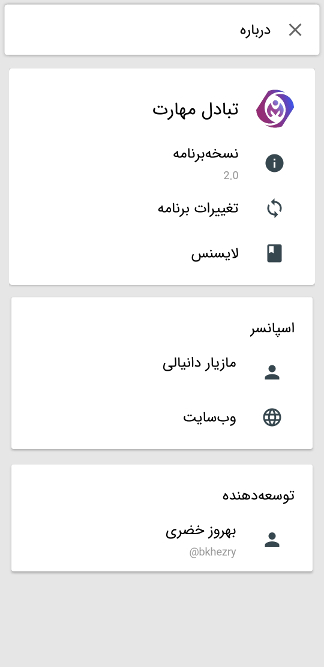 درباره
تبادل مهارت
نسخه‌برنامه
2.0
تغییرات برنامه
لایسنس
اسپانسر
مازیار دانیالی
وب‌سایت
توسعه‌دهنده
بهروز خضری
@bkhezry